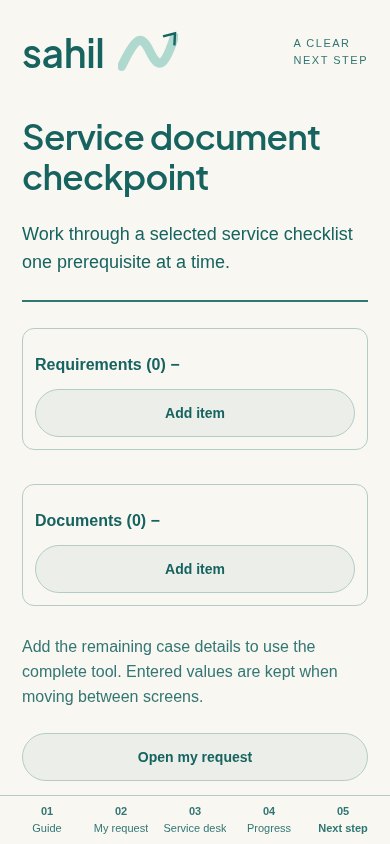 sahil
A CLEAR
NEXT STEP
Service document
checkpoint
Work through a selected service checklist
one prerequisite at a time.
Requirements (0) –
Add item
Documents (0) –
Add item
Add the remaining case details to use the
complete tool. Entered values are kept when
moving between screens.
Open my request
01 02 03 04 05
Guide My request Service desk Progress Next step